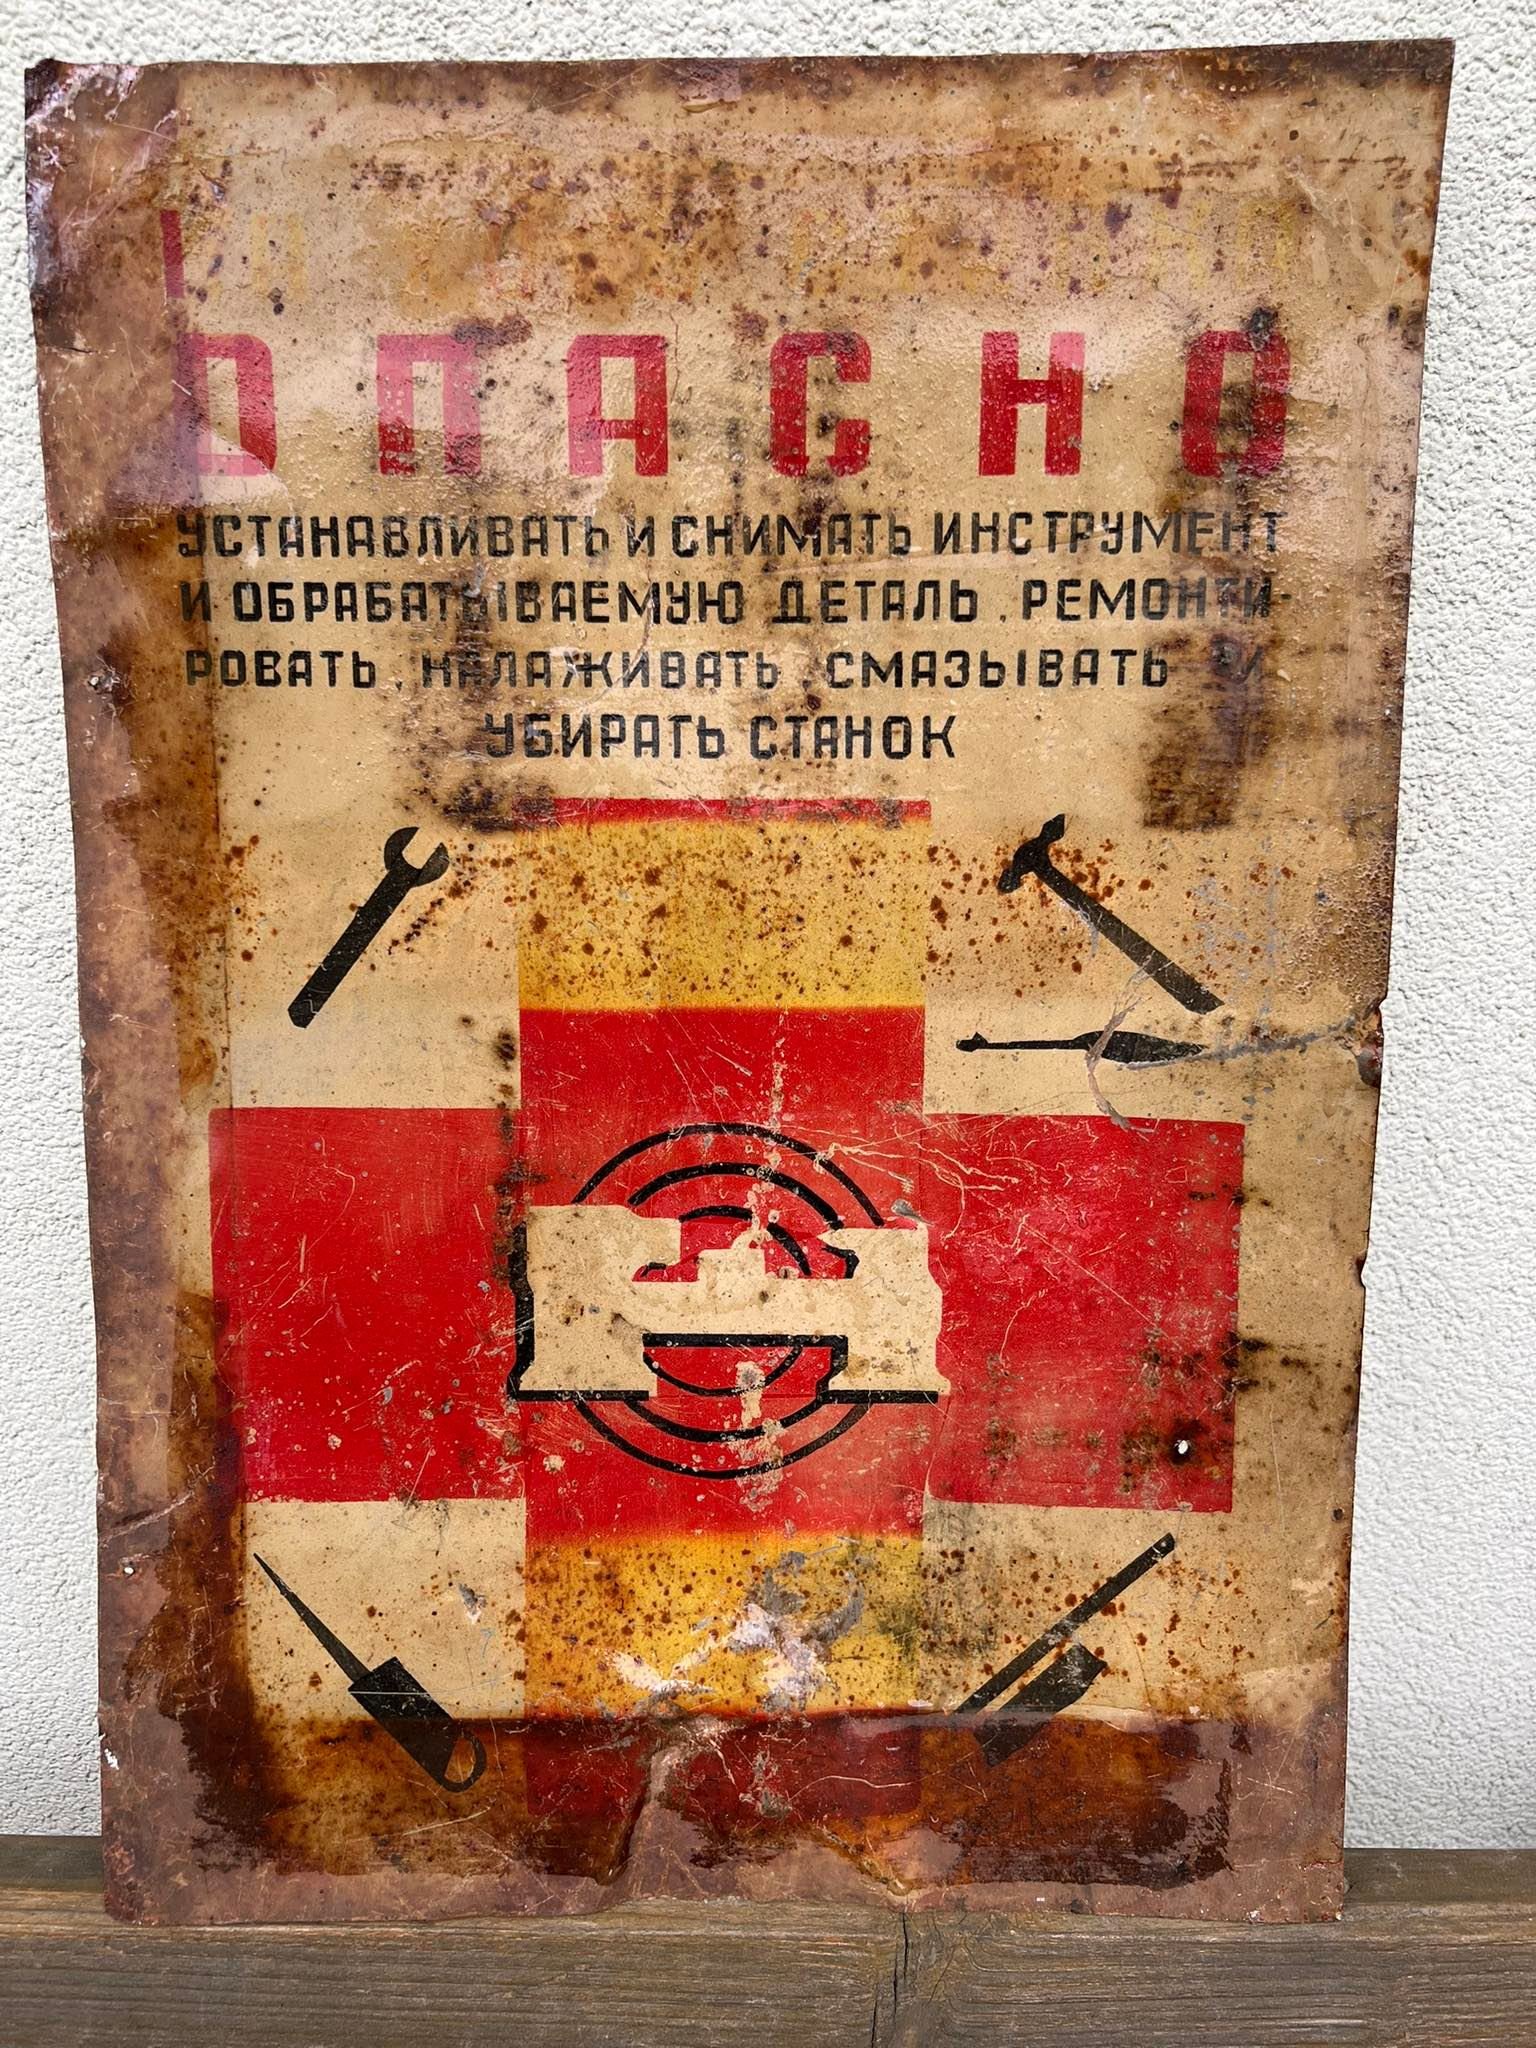 ОПАСНО
УСТАНАВЛИВАТЬ И СНИМАТЬ ИНСТРУМЕНТ
И ОБРАБАТЫВАЕМУЮ ДЕТАЛЬ, РЕМОНТИ-
РОВАТЬ, НАЛАЖИВАТЬ, СМАЗЫВАТЬ И
УБИРАТЬ СТАНОК